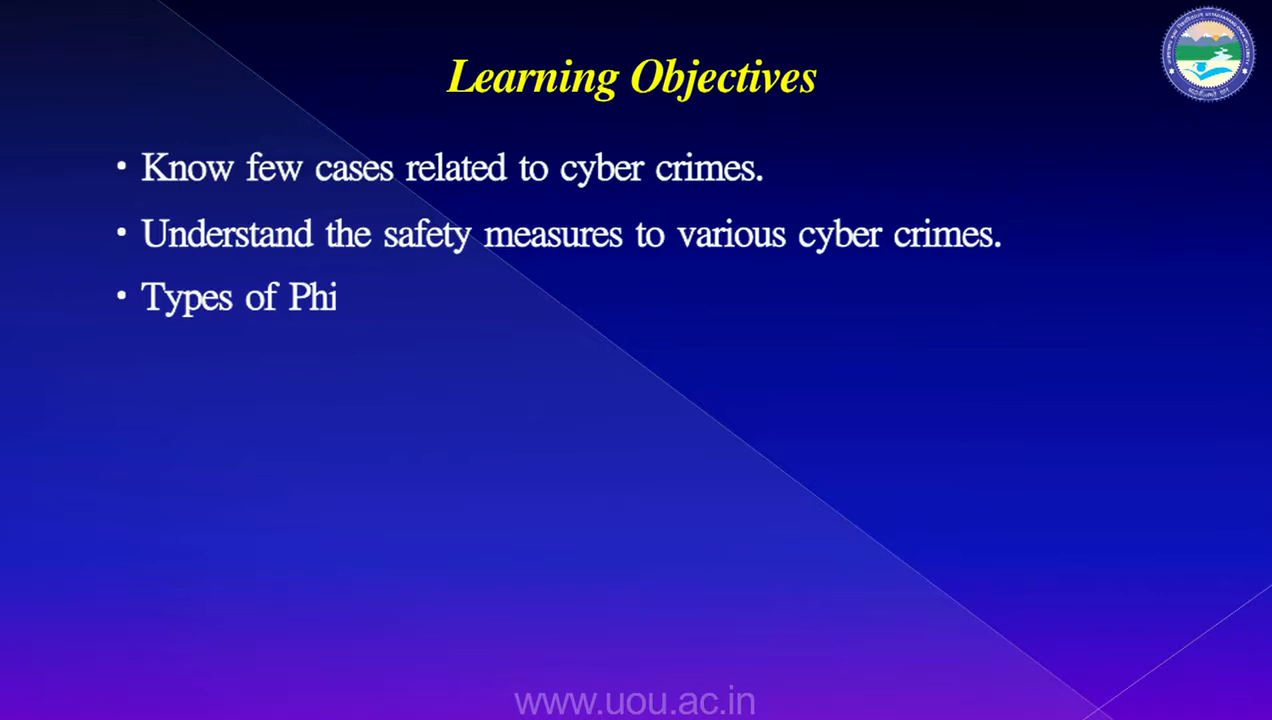 Learning Objectives
• Know few cases related to cyber crimes.
• Understand the safety measures to various cyber crimes.
• Types of Phi
www.uou.ac.in